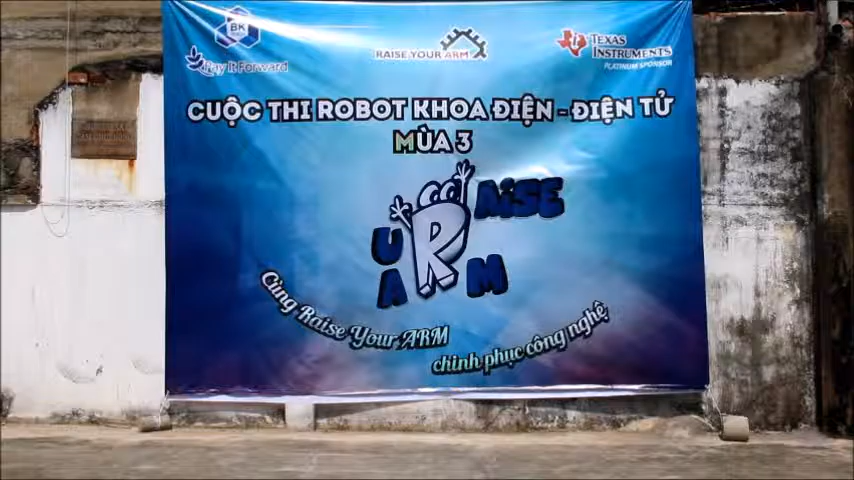 BK
Pay It Forward
RAISE YOUR ARM
TEXAS
INSTRUMENTS
PLATINUM SPONSOR
CUỘC THI ROBOT KHOA ĐIỆN - ĐIỆN TỬ
MÙA 3
RAISE
U
ARM
Cùng Raise Your ARM
chinh phục công nghệ